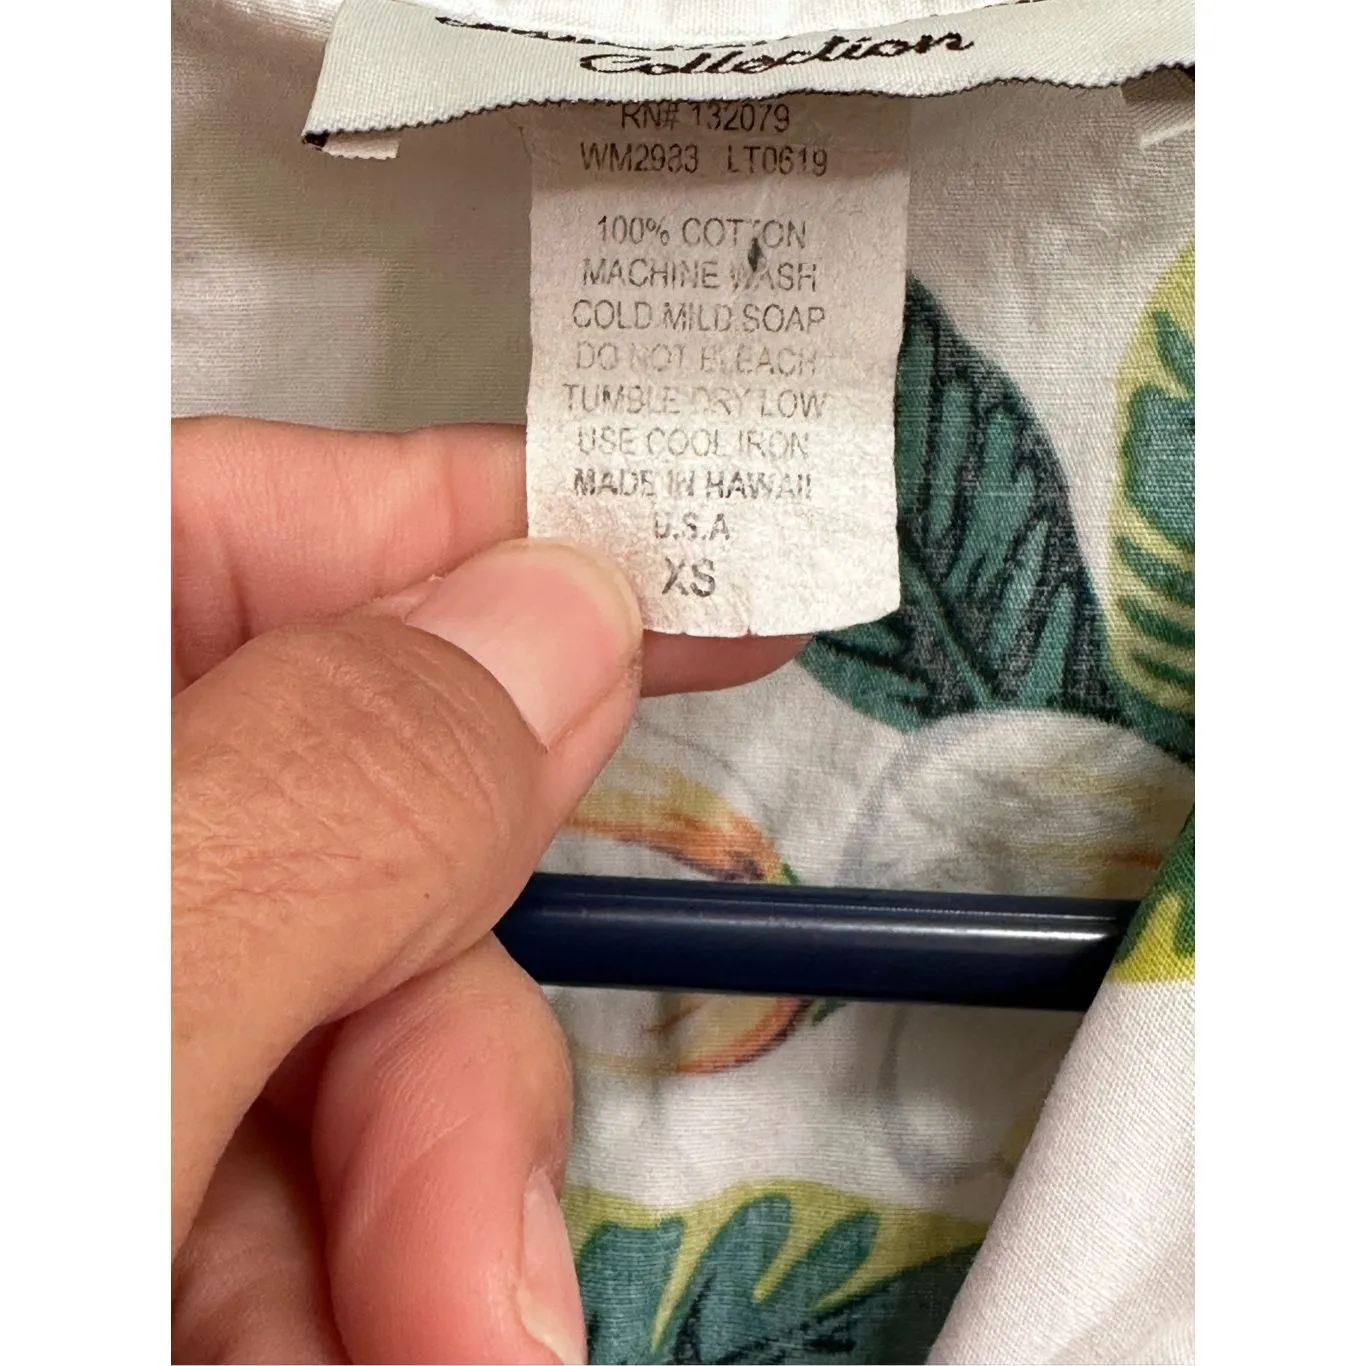 Collection
RN# 132079
WM2983 LT0619
100% COTTON
MACHINE WASH
COLD MILD SOAP
DO NOT BLEACH
TUMBLE DRY LOW
USE COOL IRON
MADE IN HAWAII
U.S.A
XS